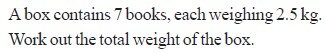 A box contains 7 books, each weighing 2.5 kg.
Work out the total weight of the box.